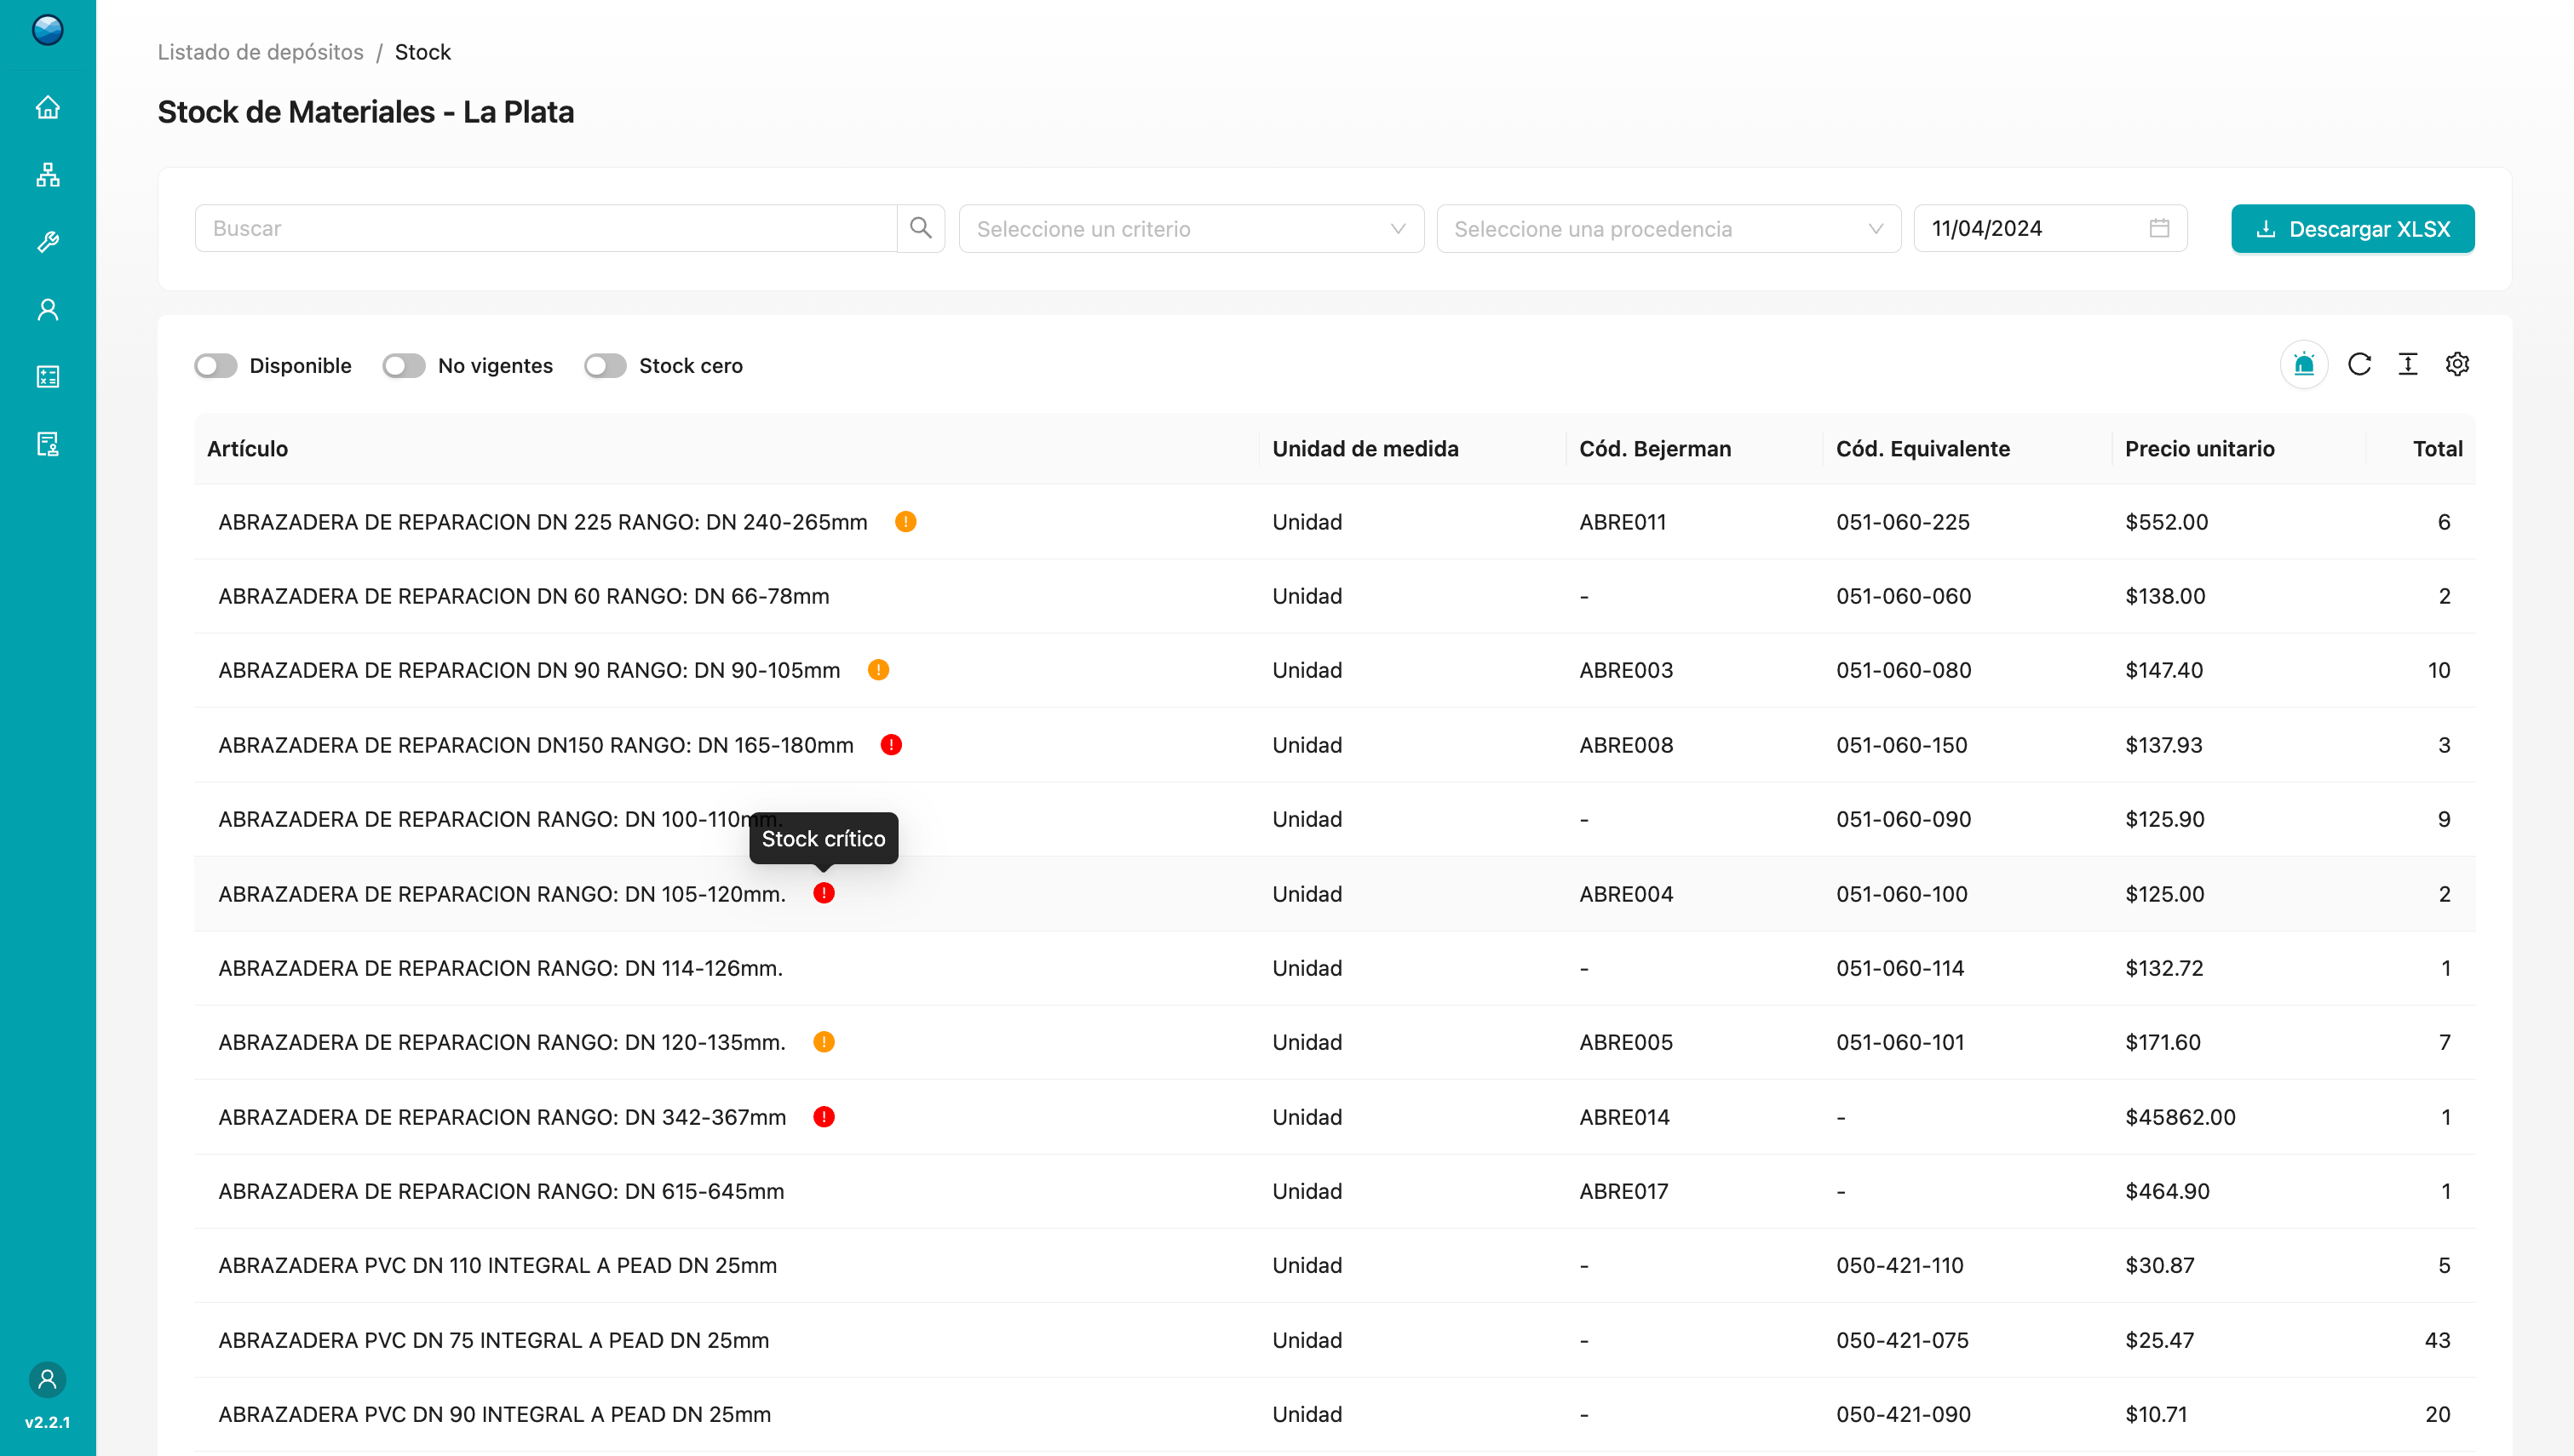 Listado de depósitos / Stock
Stock de Materiales - La Plata
Buscar Seleccione un criterio Seleccione una procedencia 11/04/2024 Descargar XLSX
Disponible No vigentes Stock cero
Artículo Unidad de medida Cód. Bejerman Cód. Equivalente Precio unitario Total
ABRAZADERA DE REPARACION DN 225 RANGO: DN 240-265mm Unidad ABRE011 051-060-225 $552.00 6
ABRAZADERA DE REPARACION DN 60 RANGO: DN 66-78mm Unidad - 051-060-060 $138.00 2
ABRAZADERA DE REPARACION DN 90 RANGO: DN 90-105mm Unidad ABRE003 051-060-080 $147.40 10
ABRAZADERA DE REPARACION DN150 RANGO: DN 165-180mm Unidad ABRE008 051-060-150 $137.93 3
ABRAZADERA DE REPARACION RANGO: DN 100-110mm. Unidad - 051-060-090 $125.90 9
Stock crítico
ABRAZADERA DE REPARACION RANGO: DN 105-120mm. Unidad ABRE004 051-060-100 $125.00 2
ABRAZADERA DE REPARACION RANGO: DN 114-126mm. Unidad - 051-060-114 $132.72 1
ABRAZADERA DE REPARACION RANGO: DN 120-135mm. Unidad ABRE005 051-060-101 $171.60 7
ABRAZADERA DE REPARACION RANGO: DN 342-367mm Unidad ABRE014 - $45862.00 1
ABRAZADERA DE REPARACION RANGO: DN 615-645mm Unidad ABRE017 - $464.90 1
ABRAZADERA PVC DN 110 INTEGRAL A PEAD DN 25mm Unidad - 050-421-110 $30.87 5
ABRAZADERA PVC DN 75 INTEGRAL A PEAD DN 25mm Unidad - 050-421-075 $25.47 43
ABRAZADERA PVC DN 90 INTEGRAL A PEAD DN 25mm Unidad - 050-421-090 $10.71 20
v2.2.1